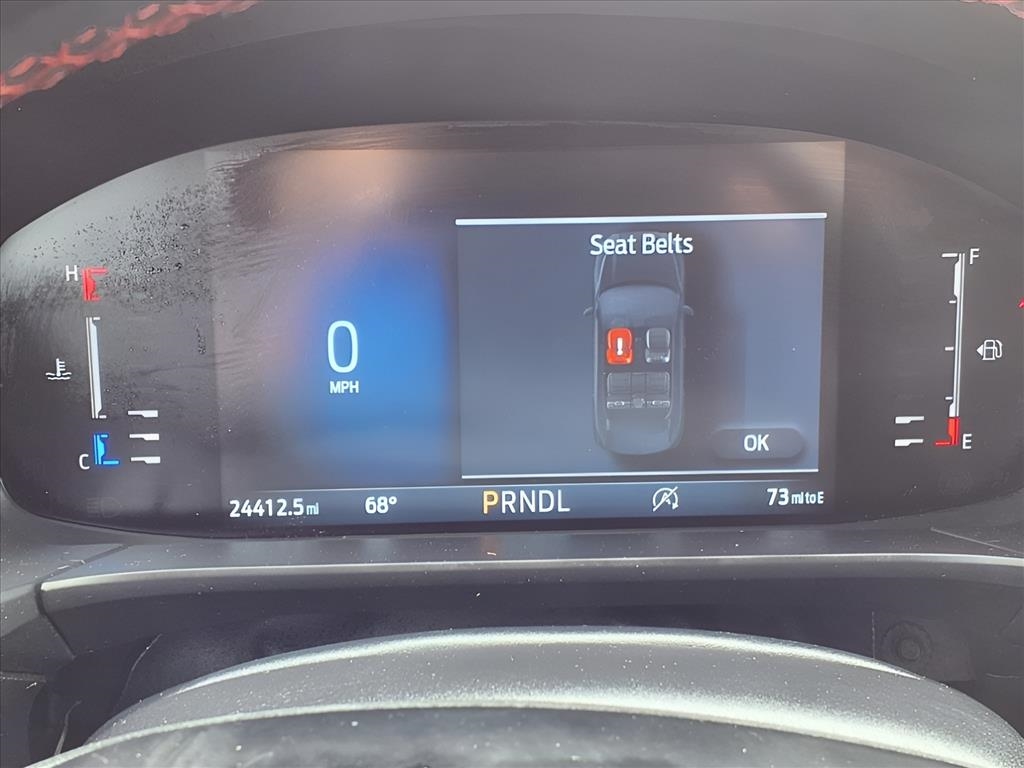 Seat Belts
H
F
0
MPH
!
OK
C
E
24412.5 mi 68° PRNDL 73 mi to E